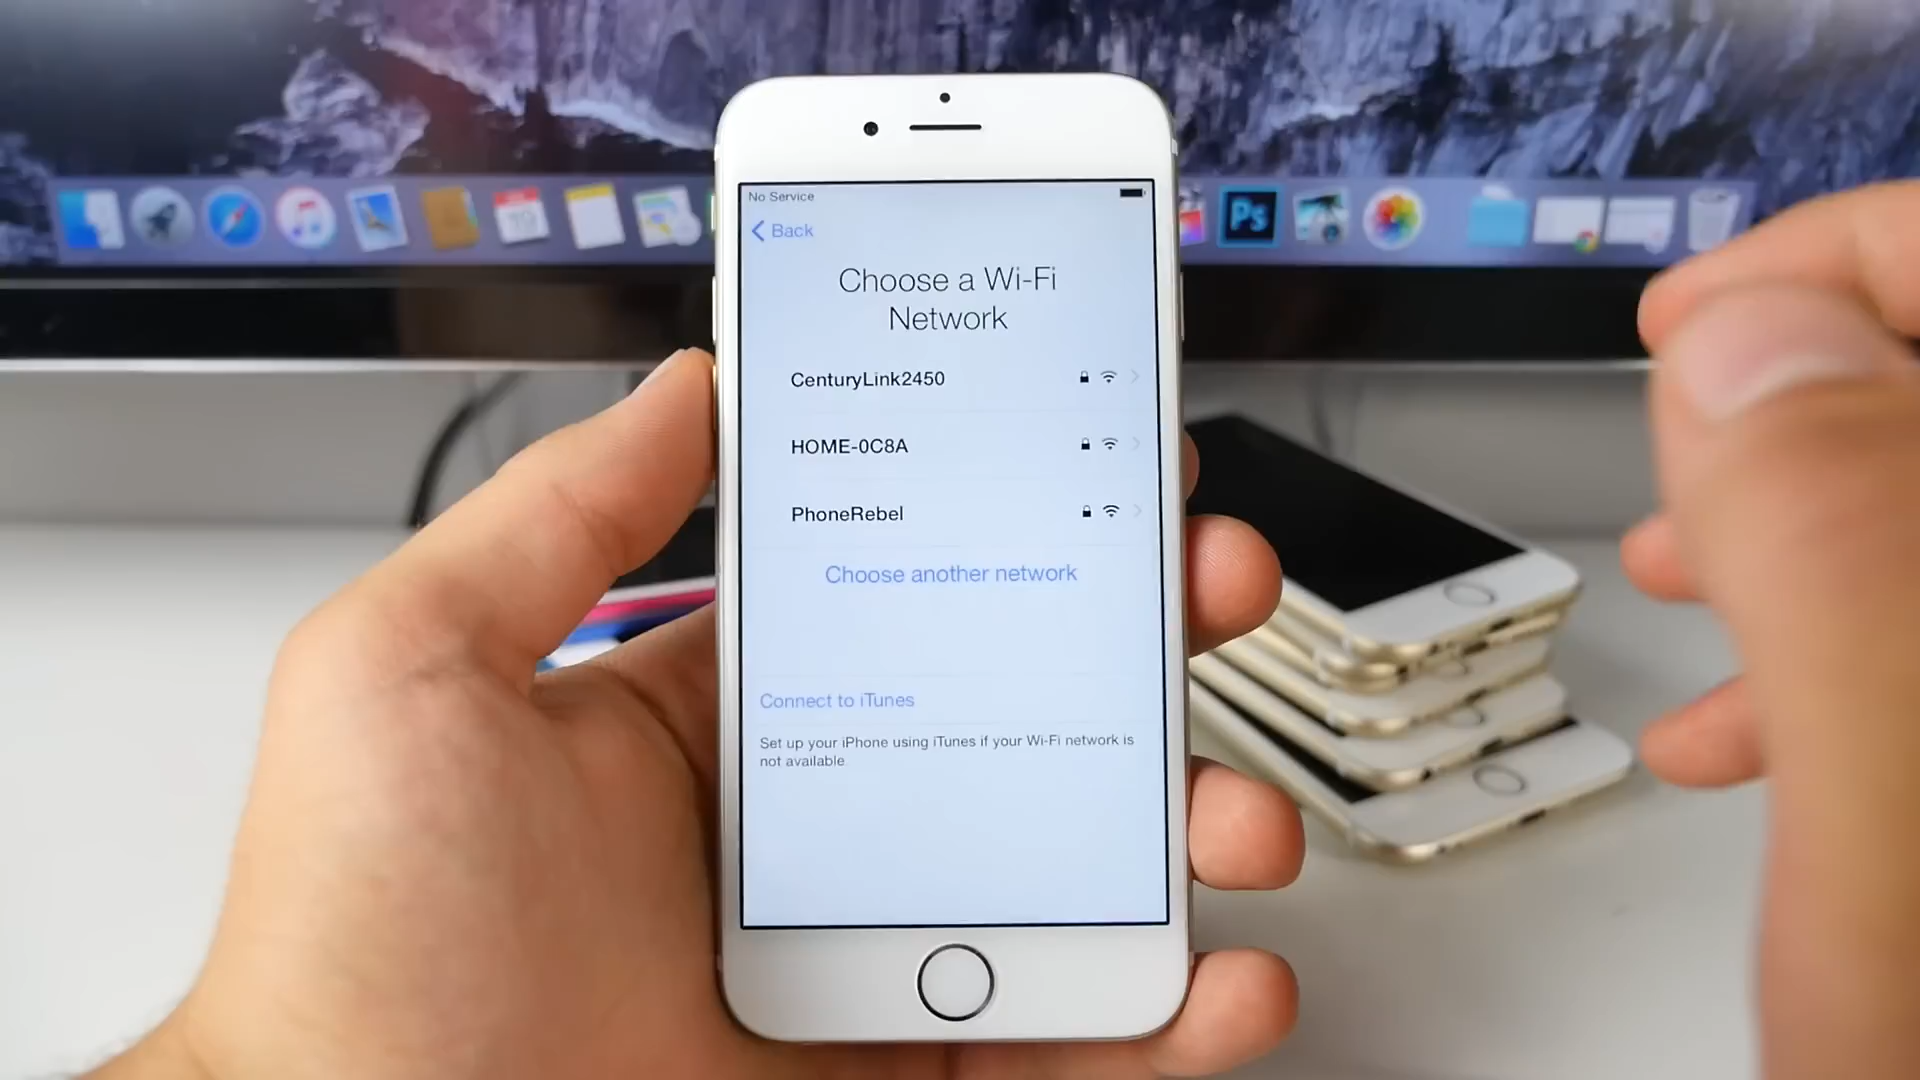 No Service
Back
Choose a Wi-Fi
Network
CenturyLink2450
HOME-0C8A
PhoneRebel
Choose another network
Connect to iTunes
Set up your iPhone using iTunes if your Wi-Fi network is
not available
Ps